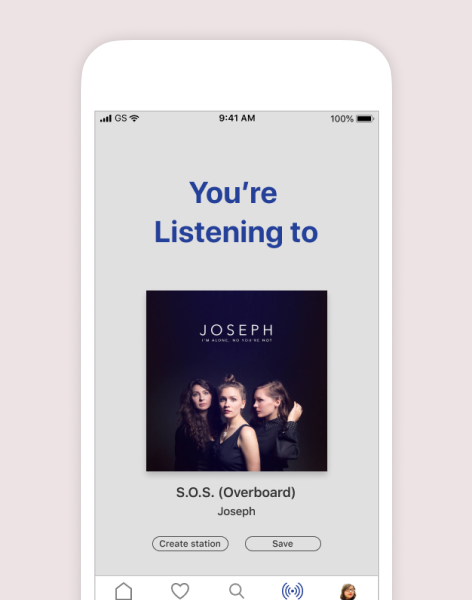 GS 9:41 AM 100%
You’re
Listening to
JOSEPH
I'M ALONE, NO YOU'RE NOT
S.O.S. (Overboard)
Joseph
Create station Save